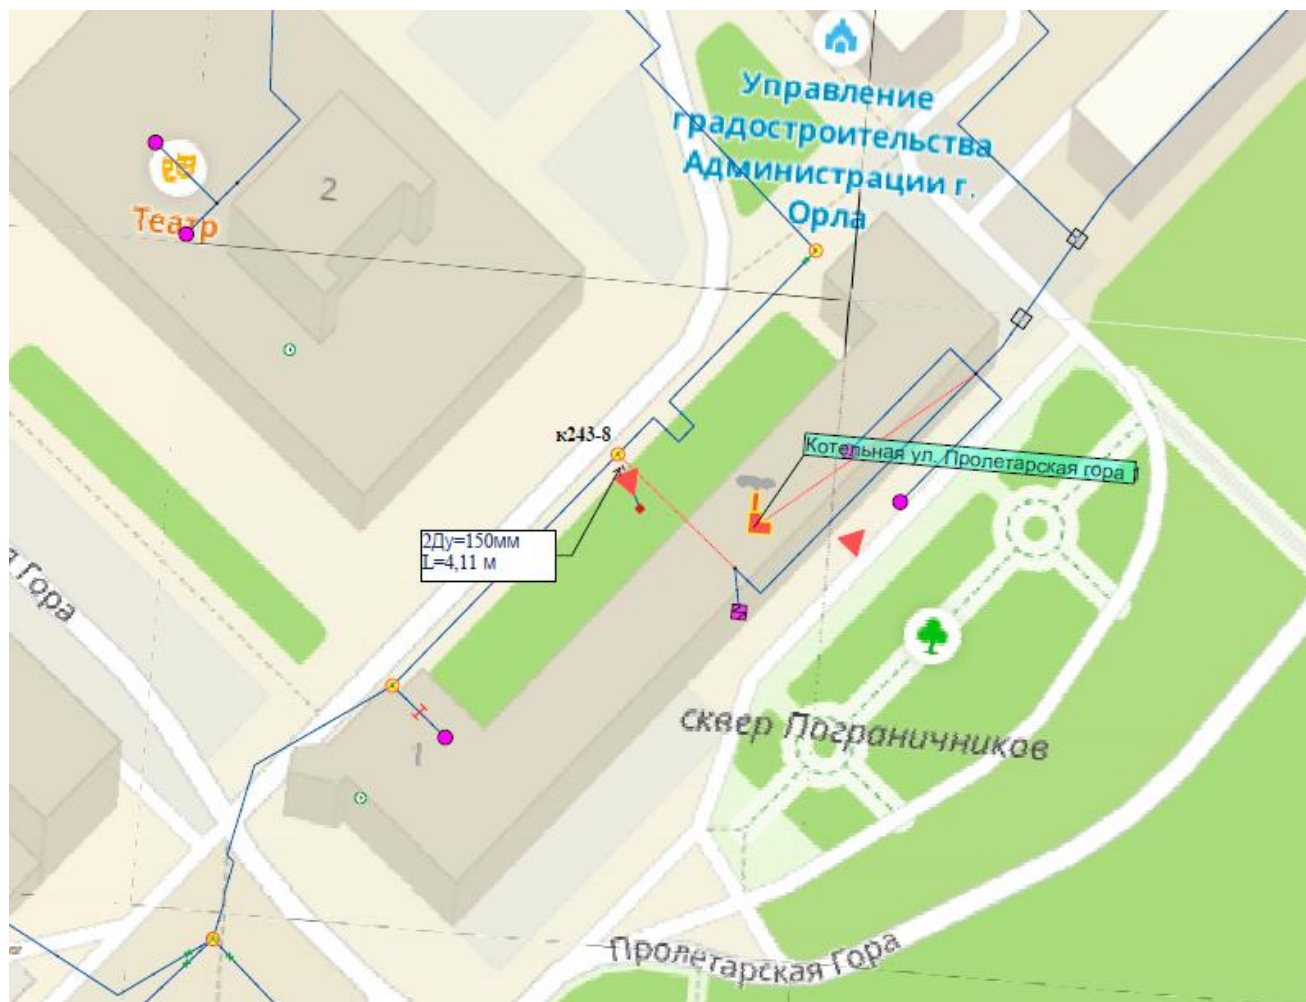 Управление
градостроительства
Администрации г.
Орла
Театр
2
к243-8
Котельная ул. Пролетарская гора
2Ду=150мм
L=4,11 м
Гора
1
сквер Пограничников
Пролетарская Гора